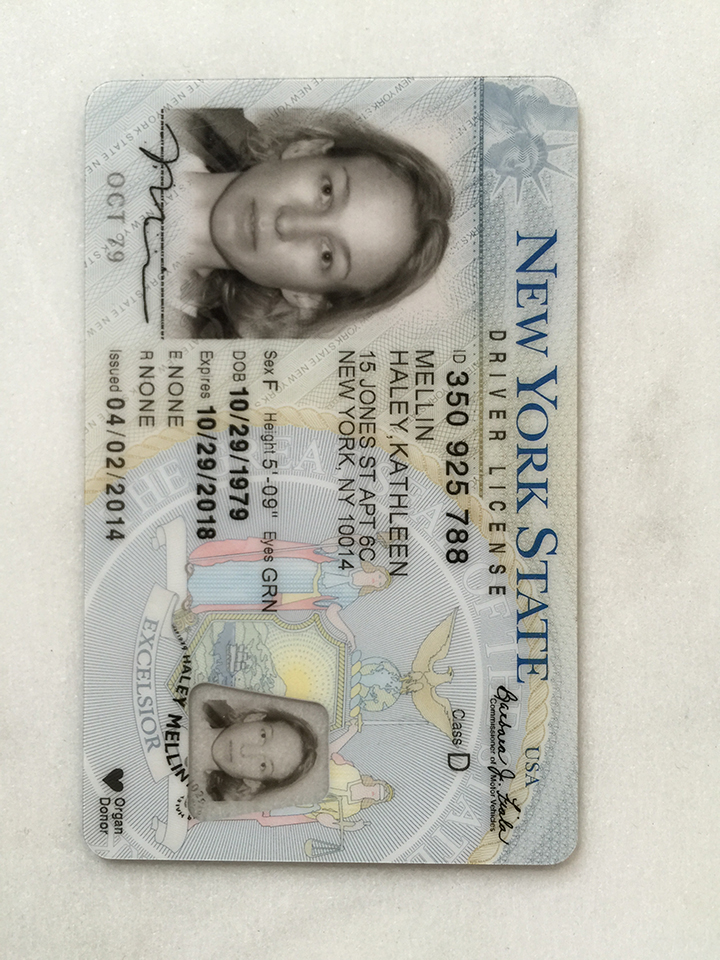 NEW YORK STATE
USA
DRIVER LICENSE
Barbara J. Fiala
Commissioner of Motor Vehicles
ID 350 925 788
Class D
MELLIN
HALEY,KATHLEEN
15 JONES ST APT 6C
NEW YORK, NY 10014
Sex F Height 5'-09" Eyes GRN
DOB 10/29/1979
Expires 10/29/2018
E NONE
R NONE
Issued 04/02/2014
OCT 79
EXCELSIOR
HALEY MELLIN
Organ
Donor